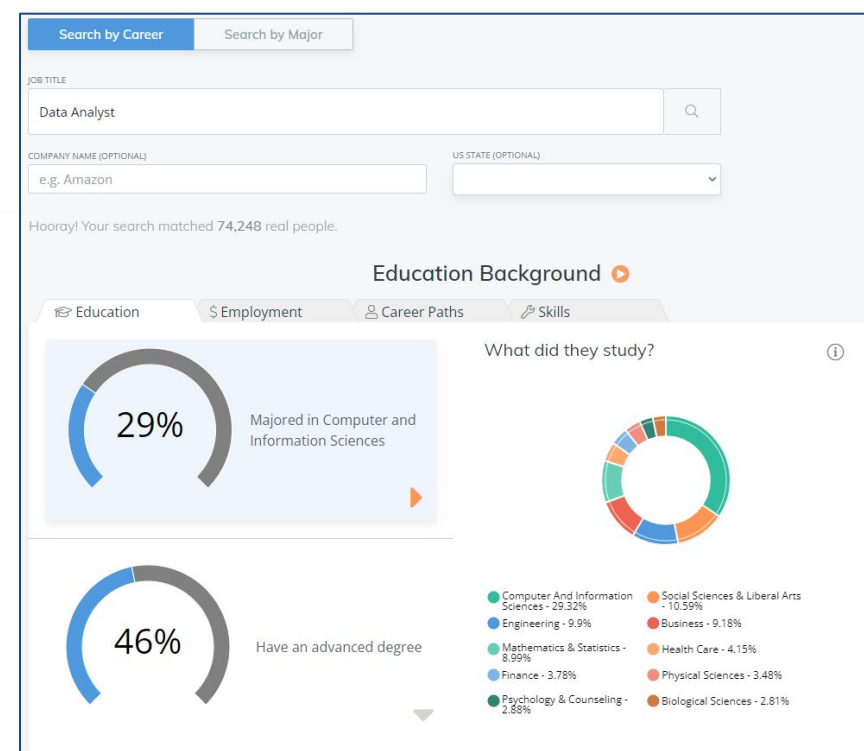 Search by Career
Search by Major
JOB TITLE
Data Analyst
COMPANY NAME (OPTIONAL)
US STATE (OPTIONAL)
e.g. Amazon
Hooray! Your search matched 74,248 real people.
Education Background
Education
$ Employment
Career Paths
Skills
29%
Majored in Computer and
Information Sciences
46%
Have an advanced degree
What did they study?
Computer And Information
Sciences - 29.32%
Social Sciences & Liberal Arts
- 10.59%
Engineering - 9.9%
Business - 9.18%
Mathematics & Statistics -
8.99%
Health Care - 4.15%
Finance - 3.78%
Physical Sciences - 3.48%
Psychology & Counseling -
2.88%
Biological Sciences - 2.81%